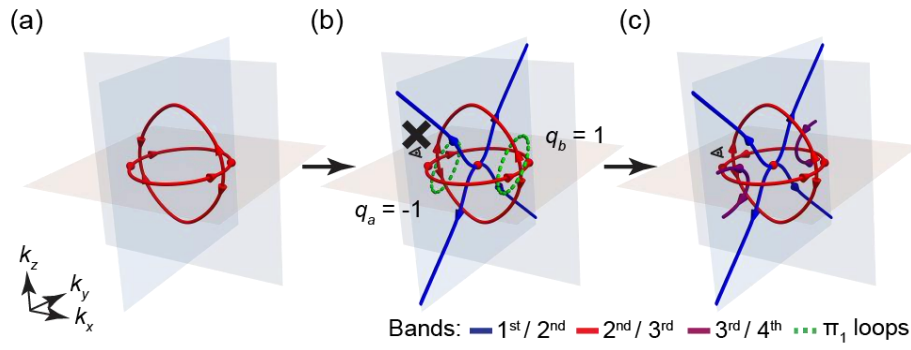 (a) (b) (c)
q_b = 1
q_a = -1
k_z
k_y
k_x
Bands: 1st / 2nd 2nd / 3rd 3rd / 4th π1 loops